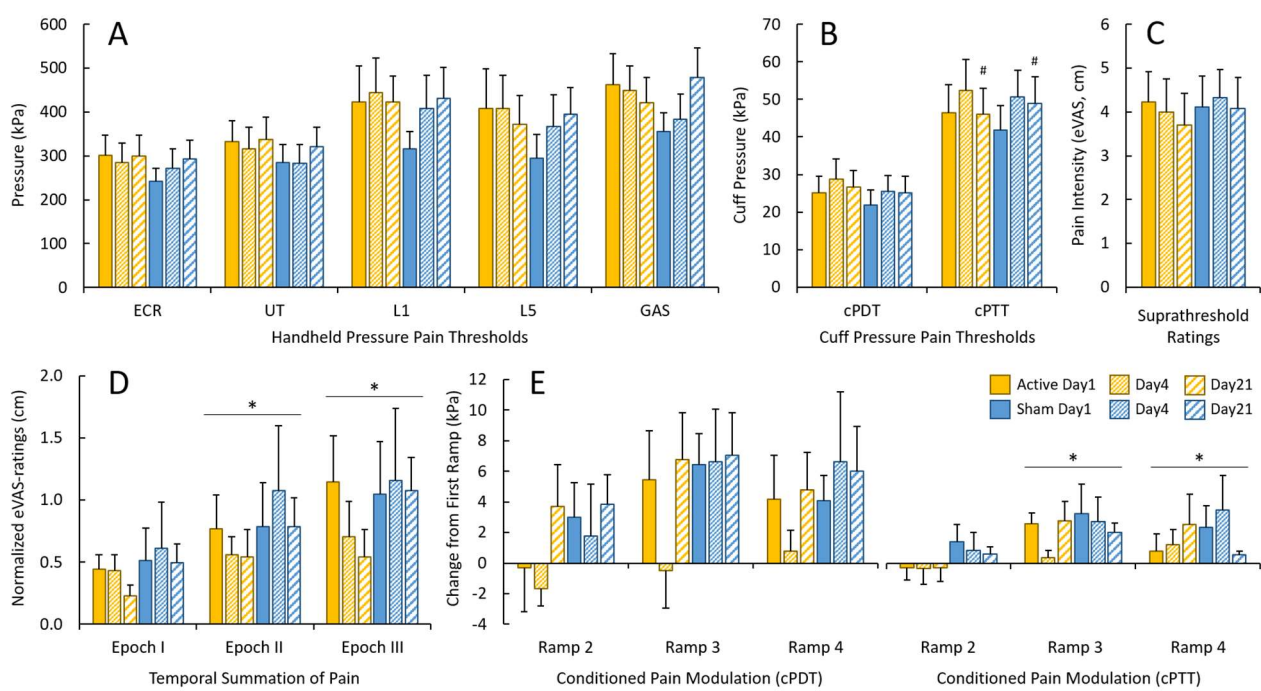 A
Pressure (kPa)
600
500
400
300
200
100
0
ECR UT L1 L5 GAS
Handheld Pressure Pain Thresholds
B
Cuff Pressure (kPa)
70
60
50
40
30
20
10
0
# #
cPDT cPTT
Cuff Pressure Pain Thresholds
C
Pain Intensity (eVAS, cm)
6
5
4
3
2
1
0
Suprathreshold
Ratings
D
Normalized eVAS-ratings (cm)
2.0
1.5
1.0
0.5
0.0
* *
Epoch I Epoch II Epoch III
Temporal Summation of Pain
E
Change from First Ramp (kPa)
12
10
8
6
4
2
0
-2
-4
Active Day1 Day4 Day21
Sham Day1 Day4 Day21
* *
Ramp 2 Ramp 3 Ramp 4 Ramp 2 Ramp 3 Ramp 4
Conditioned Pain Modulation (cPDT) Conditioned Pain Modulation (cPTT)